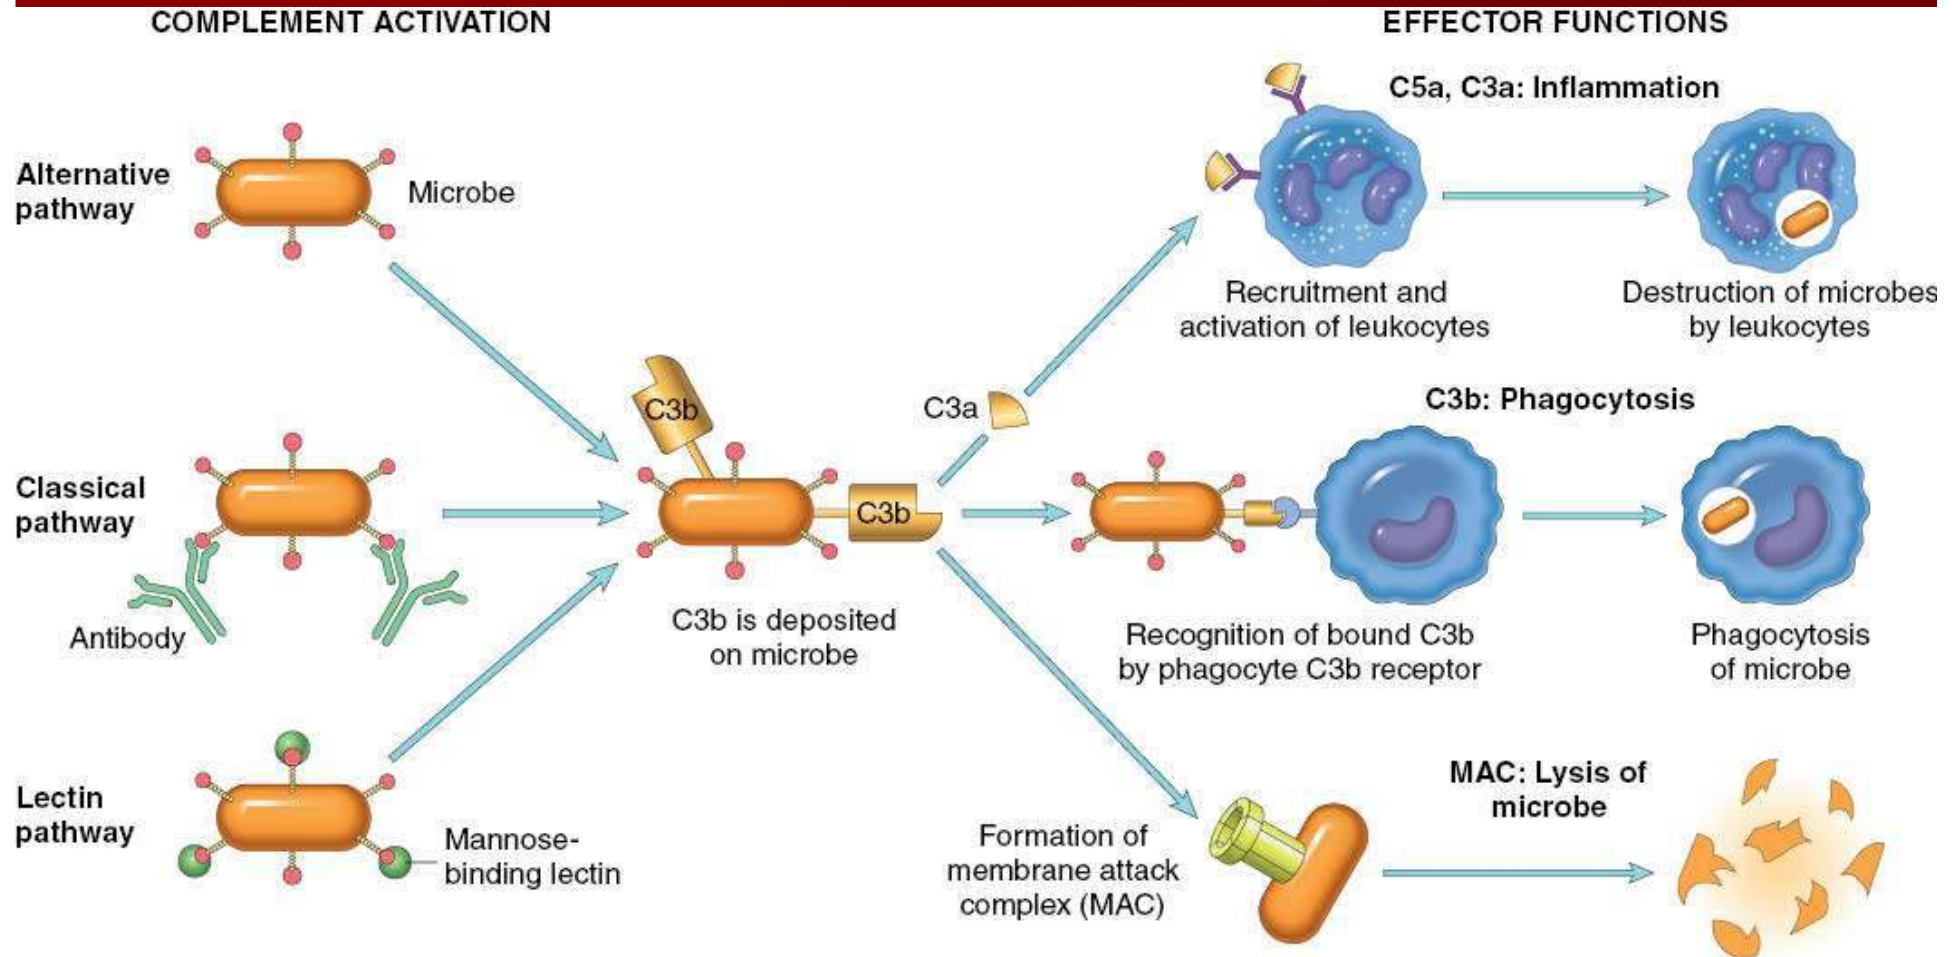 COMPLEMENT ACTIVATION
EFFECTOR FUNCTIONS
C5a, C3a: Inflammation
Alternative
pathway
Microbe
Recruitment and
activation of leukocytes
Destruction of microbes
by leukocytes
C3b
C3a
C3b: Phagocytosis
Classical
pathway
C3b
Antibody
C3b is deposited
on microbe
Recognition of bound C3b
by phagocyte C3b receptor
Phagocytosis
of microbe
Lectin
pathway
Mannose-
binding lectin
Formation of
membrane attack
complex (MAC)
MAC: Lysis of
microbe